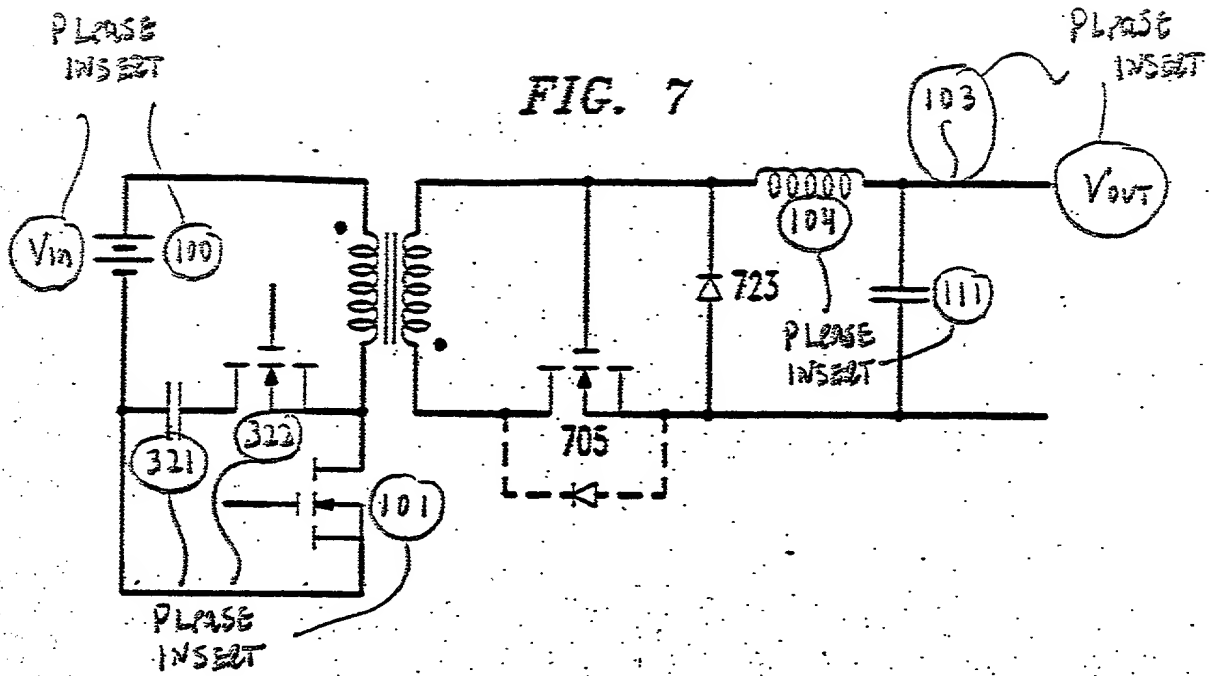 PLEASE
INSERT
FIG. 7
103
PLEASE
INSERT
Vin
100
104
VOUT
723
111
PLEASE
INSERT
321
322
705
101
PLEASE
INSERT